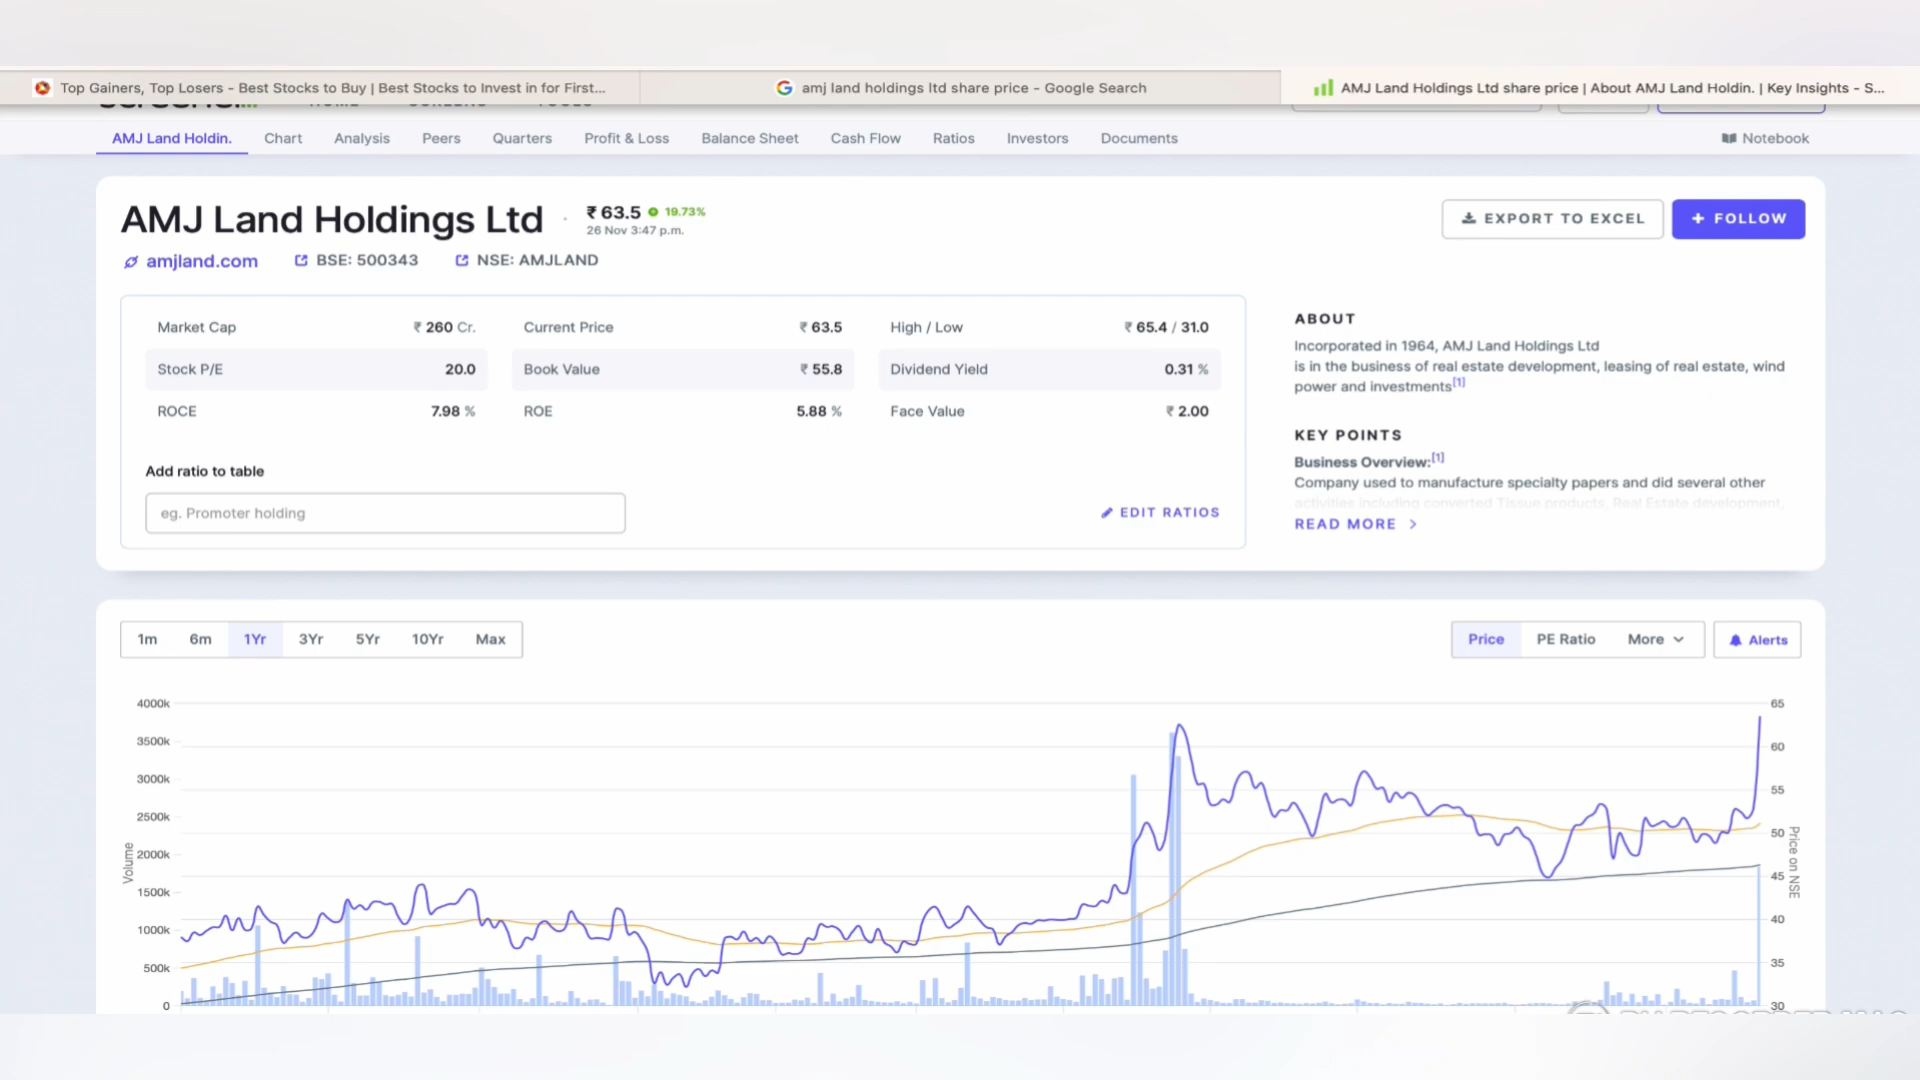 Top Gainers, Top Losers - Best Stocks to Buy | Best Stocks to Invest in for First...
amj land holdings ltd share price - Google Search
AMJ Land Holdings Ltd share price | About AMJ Land Holdin. | Key Insights - S...
AMJ Land Holdin. Chart Analysis Peers Quarters Profit & Loss Balance Sheet Cash Flow Ratios Investors Documents Notebook
AMJ Land Holdings Ltd · ₹ 63.5 19.73%
26 Nov 3:47 p.m.
EXPORT TO EXCEL + FOLLOW
amjland.com BSE: 500343 NSE: AMJLAND
Market Cap ₹ 260 Cr. Current Price ₹ 63.5 High / Low ₹ 65.4 / 31.0
Stock P/E 20.0 Book Value ₹ 55.8 Dividend Yield 0.31 %
ROCE 7.98 % ROE 5.88 % Face Value ₹ 2.00
Add ratio to table
eg. Promoter holding
EDIT RATIOS
ABOUT
Incorporated in 1964, AMJ Land Holdings Ltd
is in the business of real estate development, leasing of real estate, wind
power and investments[1]
KEY POINTS
Business Overview:[1]
Company used to manufacture specialty papers and did several other
activities including converted Tissue products, Real Estate development,
READ MORE
1m 6m 1Yr 3Yr 5Yr 10Yr Max
Price PE Ratio More Alerts
4000k
3500k
3000k
2500k
2000k
1500k
1000k
500k
0
Volume
65
60
55
50
45
40
35
30
Price on NSE